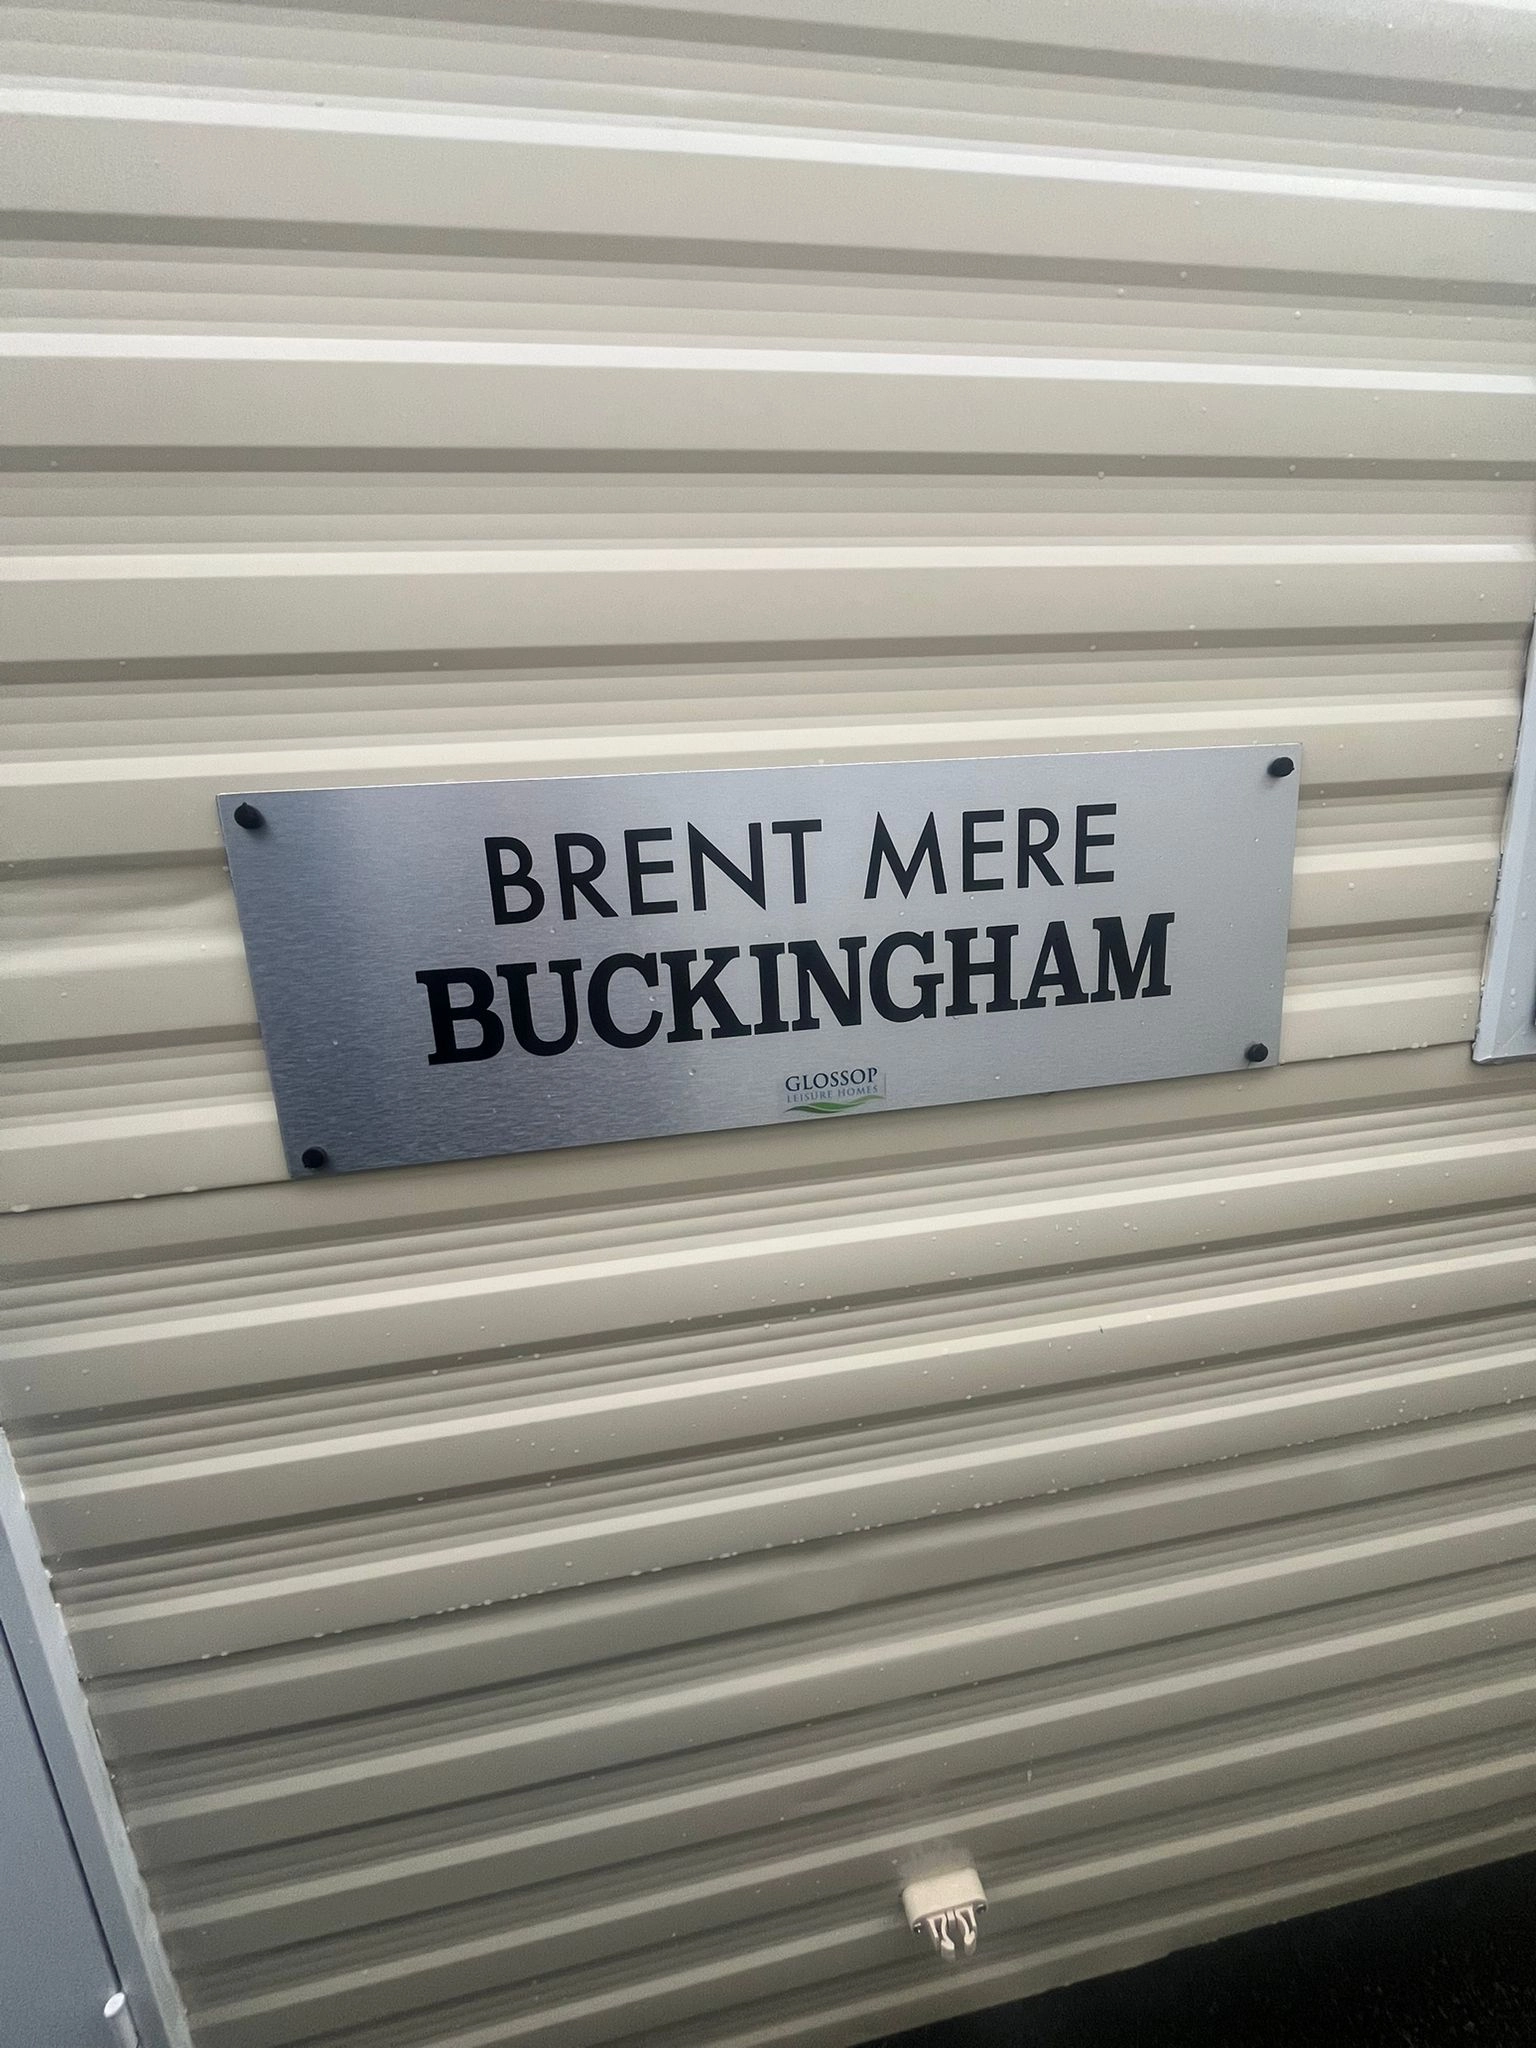 BRENT MERE
BUCKINGHAM
GLOSSOP
LEISURE HOMES